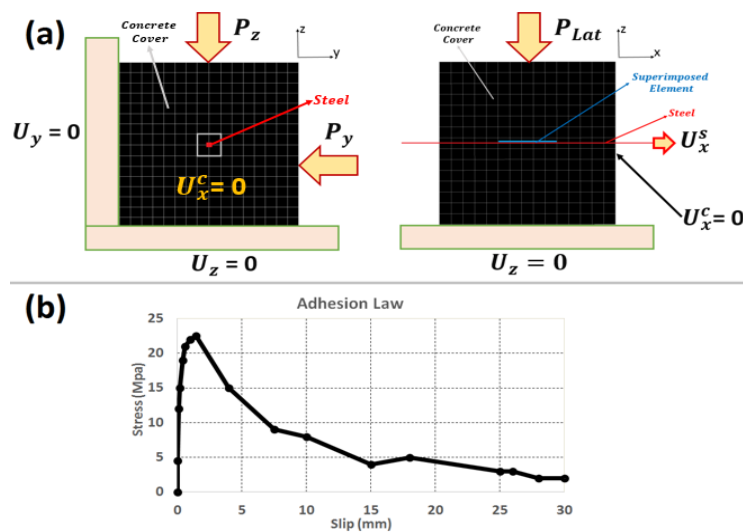 (a)
Concrete
Cover
P_z
z
y
Steel
U_y = 0
P_y
U_x^c = 0
U_z = 0
Concrete
Cover
P_Lat
z
x
Superimposed
Element
Steel
U_x^s
U_x^c = 0
U_z = 0
(b)
Adhesion Law
Stress (Mpa)
25
20
15
10
5
0
0 5 10 15 20 25 30
Slip (mm)